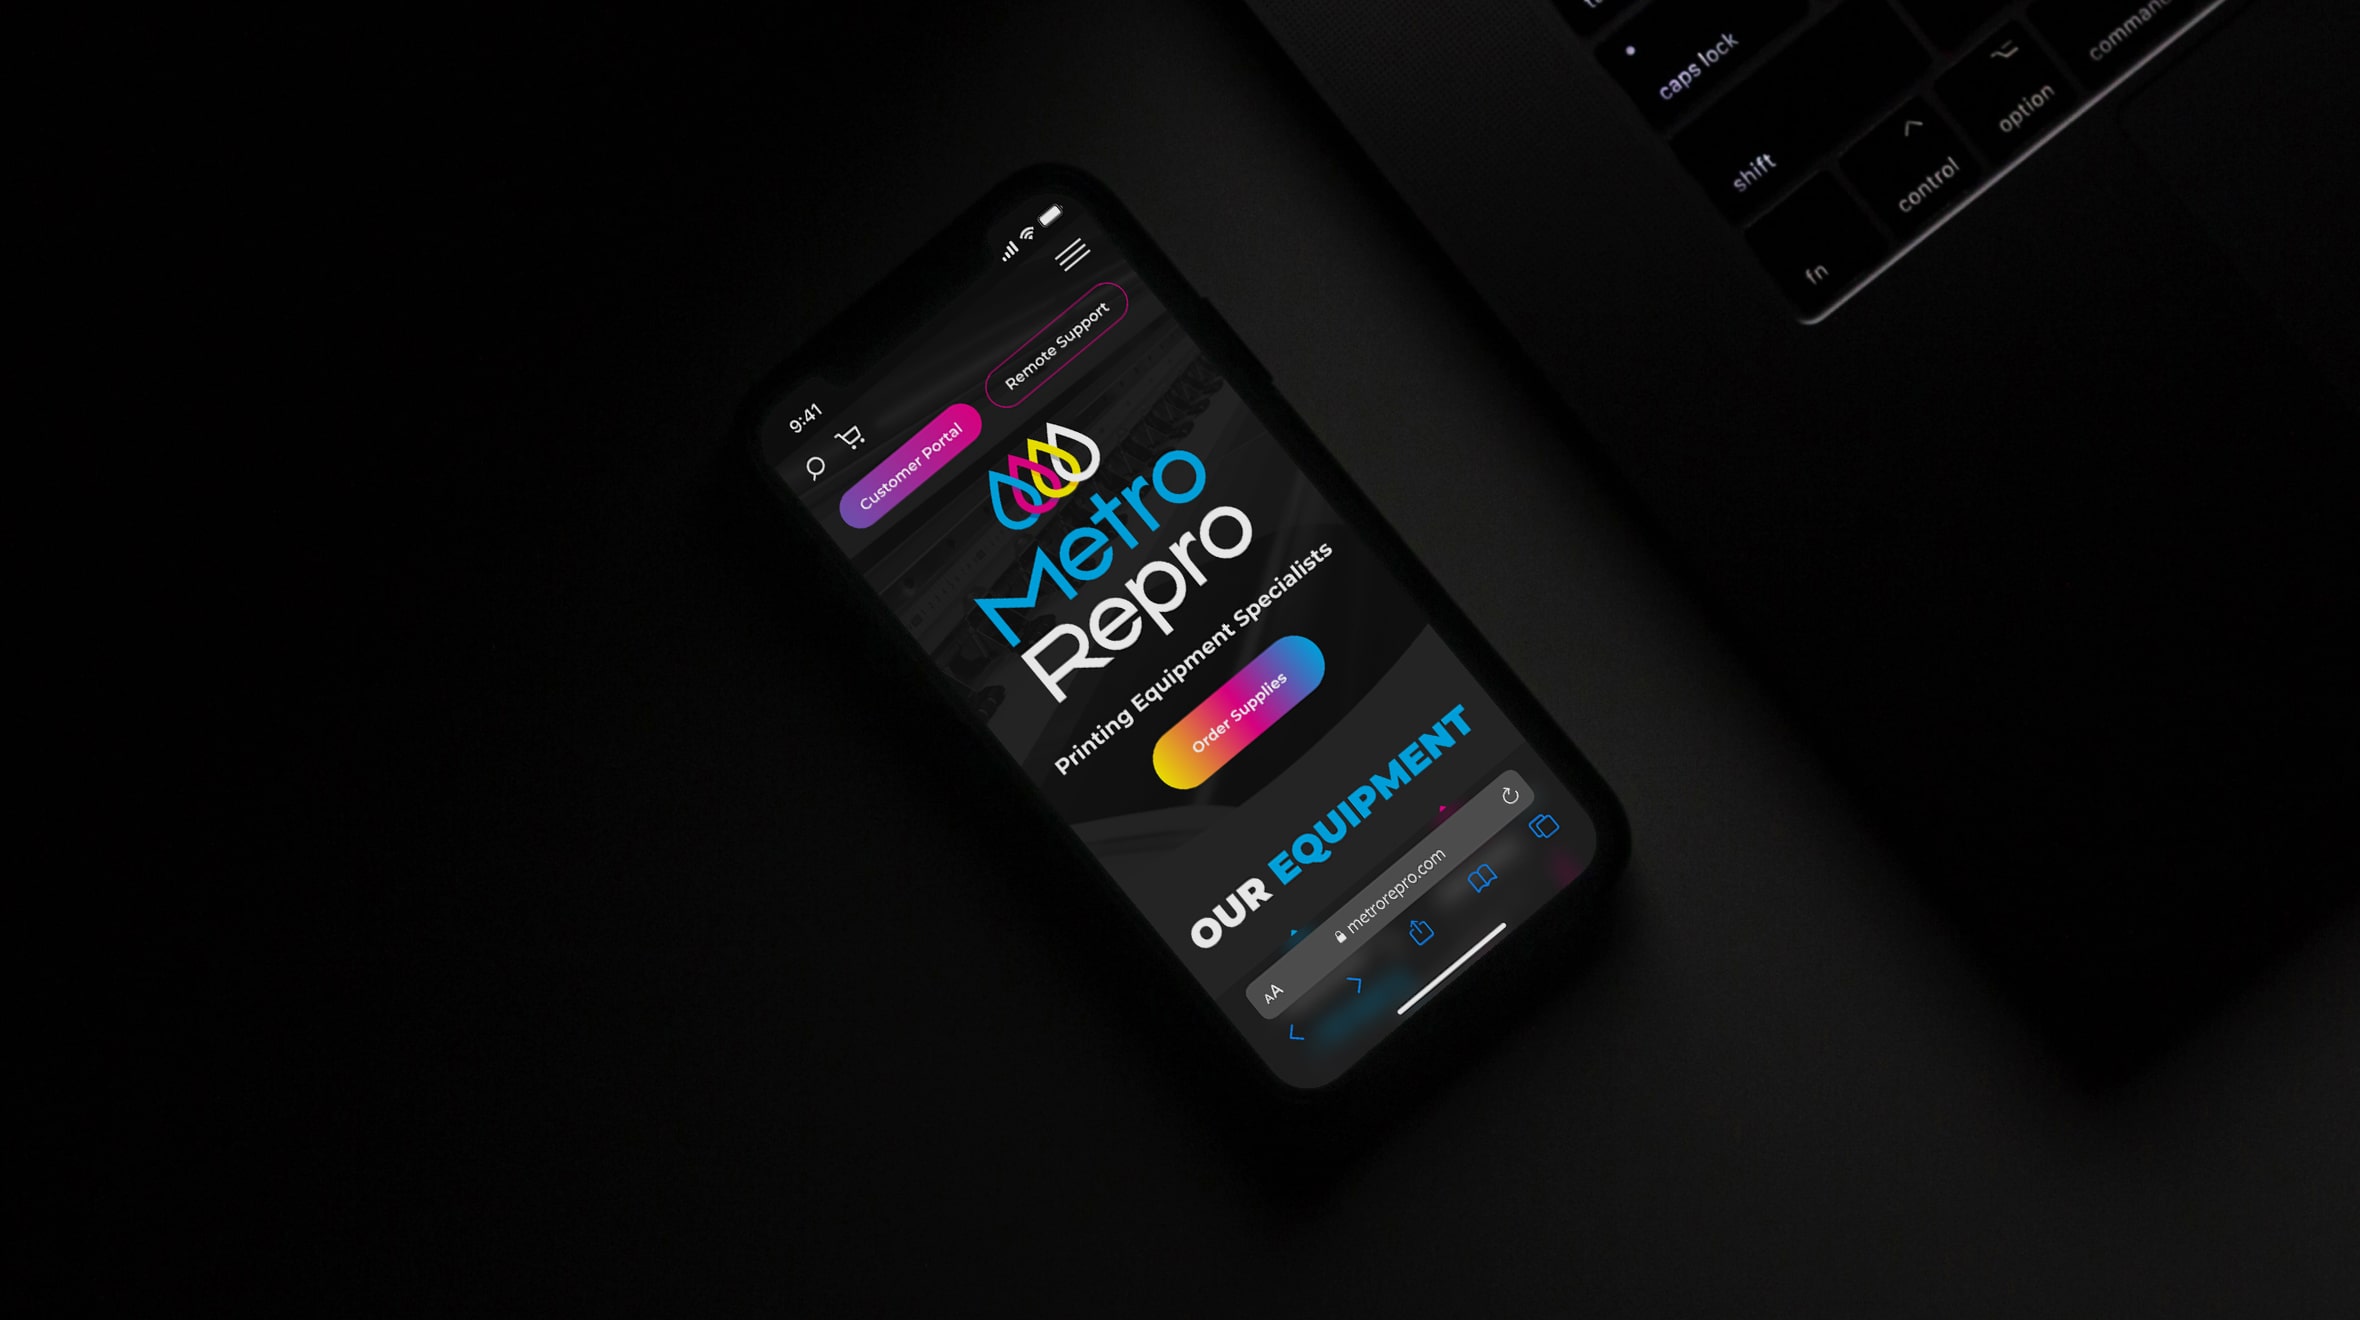 9:41
Customer Portal
Remote Support
Metro
Repro
Printing Equipment Specialists
Order Supplies
OUR EQUIPMENT
AA
metrorepro.com
caps lock
shift
fn
control
option